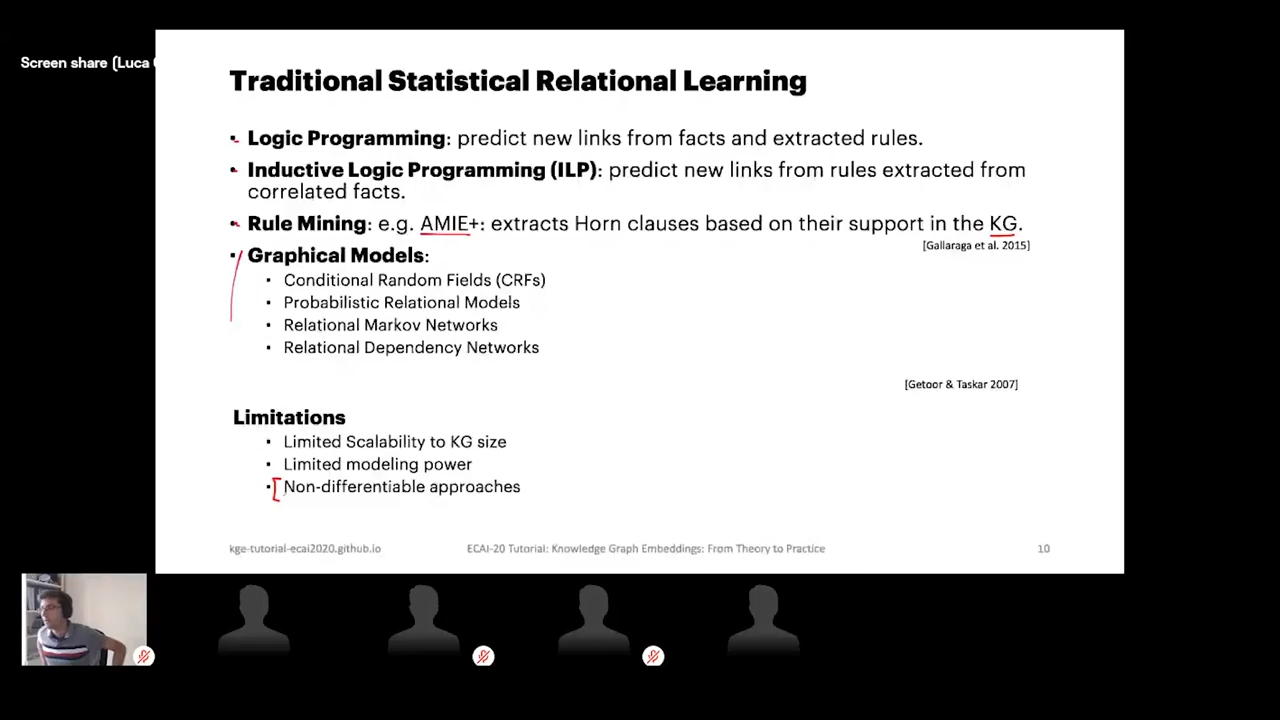 Screen share (Luca
Traditional Statistical Relational Learning
Logic Programming: predict new links from facts and extracted rules.
Inductive Logic Programming (ILP): predict new links from rules extracted from
correlated facts.
Rule Mining: e.g. AMIE+: extracts Horn clauses based on their support in the KG.
[Gallaraga et al. 2015]
Graphical Models:
Conditional Random Fields (CRFs)
Probabilistic Relational Models
Relational Markov Networks
Relational Dependency Networks
[Getoor & Taskar 2007]
Limitations
Limited Scalability to KG size
Limited modeling power
Non-differentiable approaches
kge-tutorial-ecai2020.github.io
ECAI-20 Tutorial: Knowledge Graph Embeddings: From Theory to Practice
10